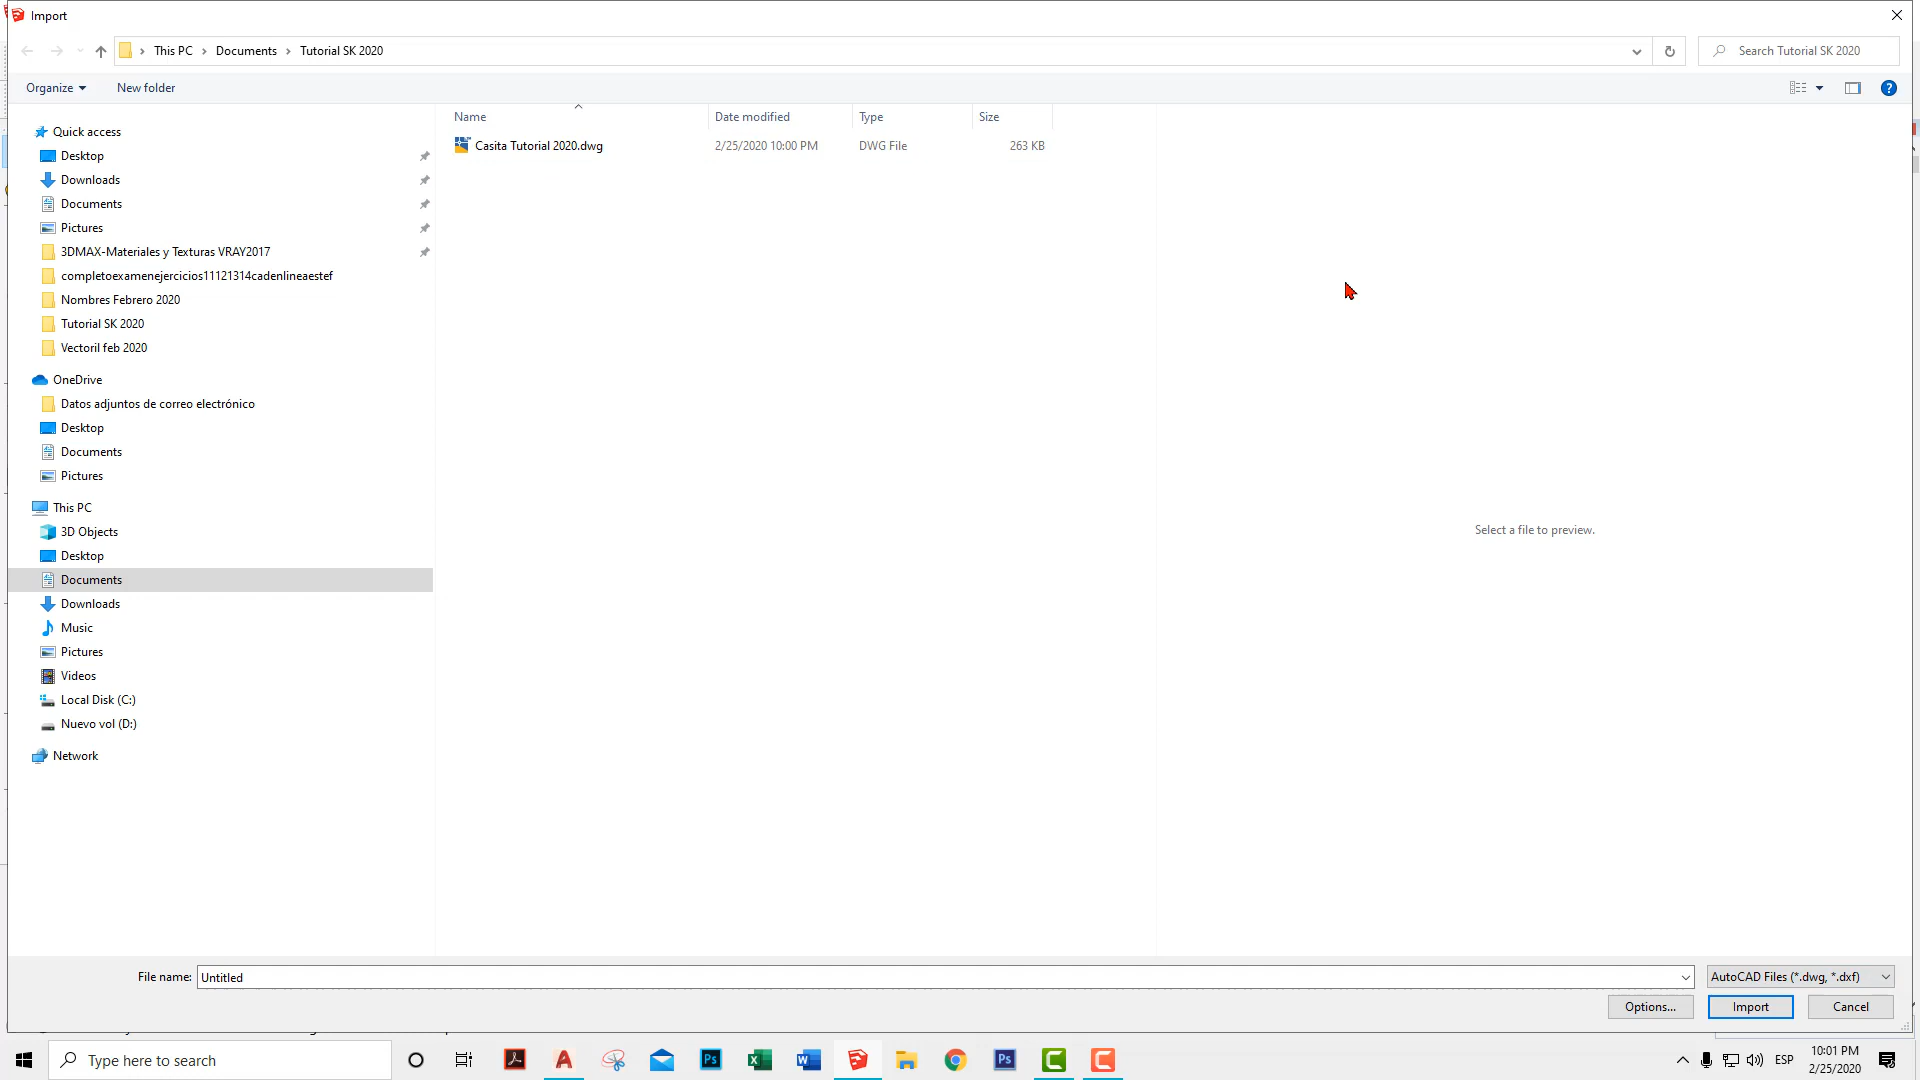 Import
This PC > Documents > Tutorial SK 2020
Search Tutorial SK 2020
Organize
New folder
Name
Date modified
Type
Size
Casita Tutorial 2020.dwg
2/25/2020 10:00 PM
DWG File
263 KB
Quick access
Desktop
Downloads
Documents
Pictures
3DMAX-Materiales y Texturas VRAY2017
completoexamenejercicios11121314cadenlineaestef
Nombres Febrero 2020
Tutorial SK 2020
Vectoril feb 2020
OneDrive
Datos adjuntos de correo electrónico
Desktop
Documents
Pictures
This PC
3D Objects
Desktop
Documents
Downloads
Music
Pictures
Videos
Local Disk (C:)
Nuevo vol (D:)
Network
Select a file to preview.
File name:
Untitled
AutoCAD Files (*.dwg, *.dxf)
Options...
Import
Cancel
Type here to search
Ps
Ps
ESP
10:01 PM
2/25/2020